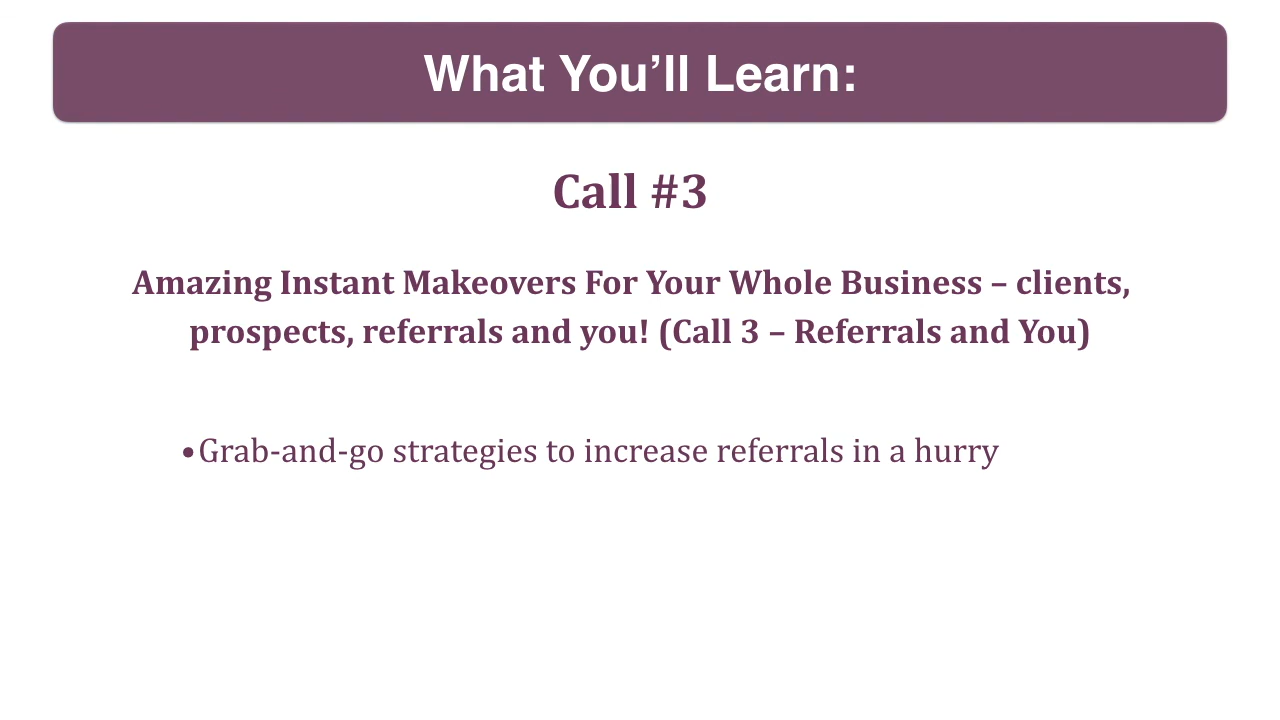 What You’ll Learn:
Call #3
Amazing Instant Makeovers For Your Whole Business – clients,
prospects, referrals and you! (Call 3 – Referrals and You)
•Grab-and-go strategies to increase referrals in a hurry